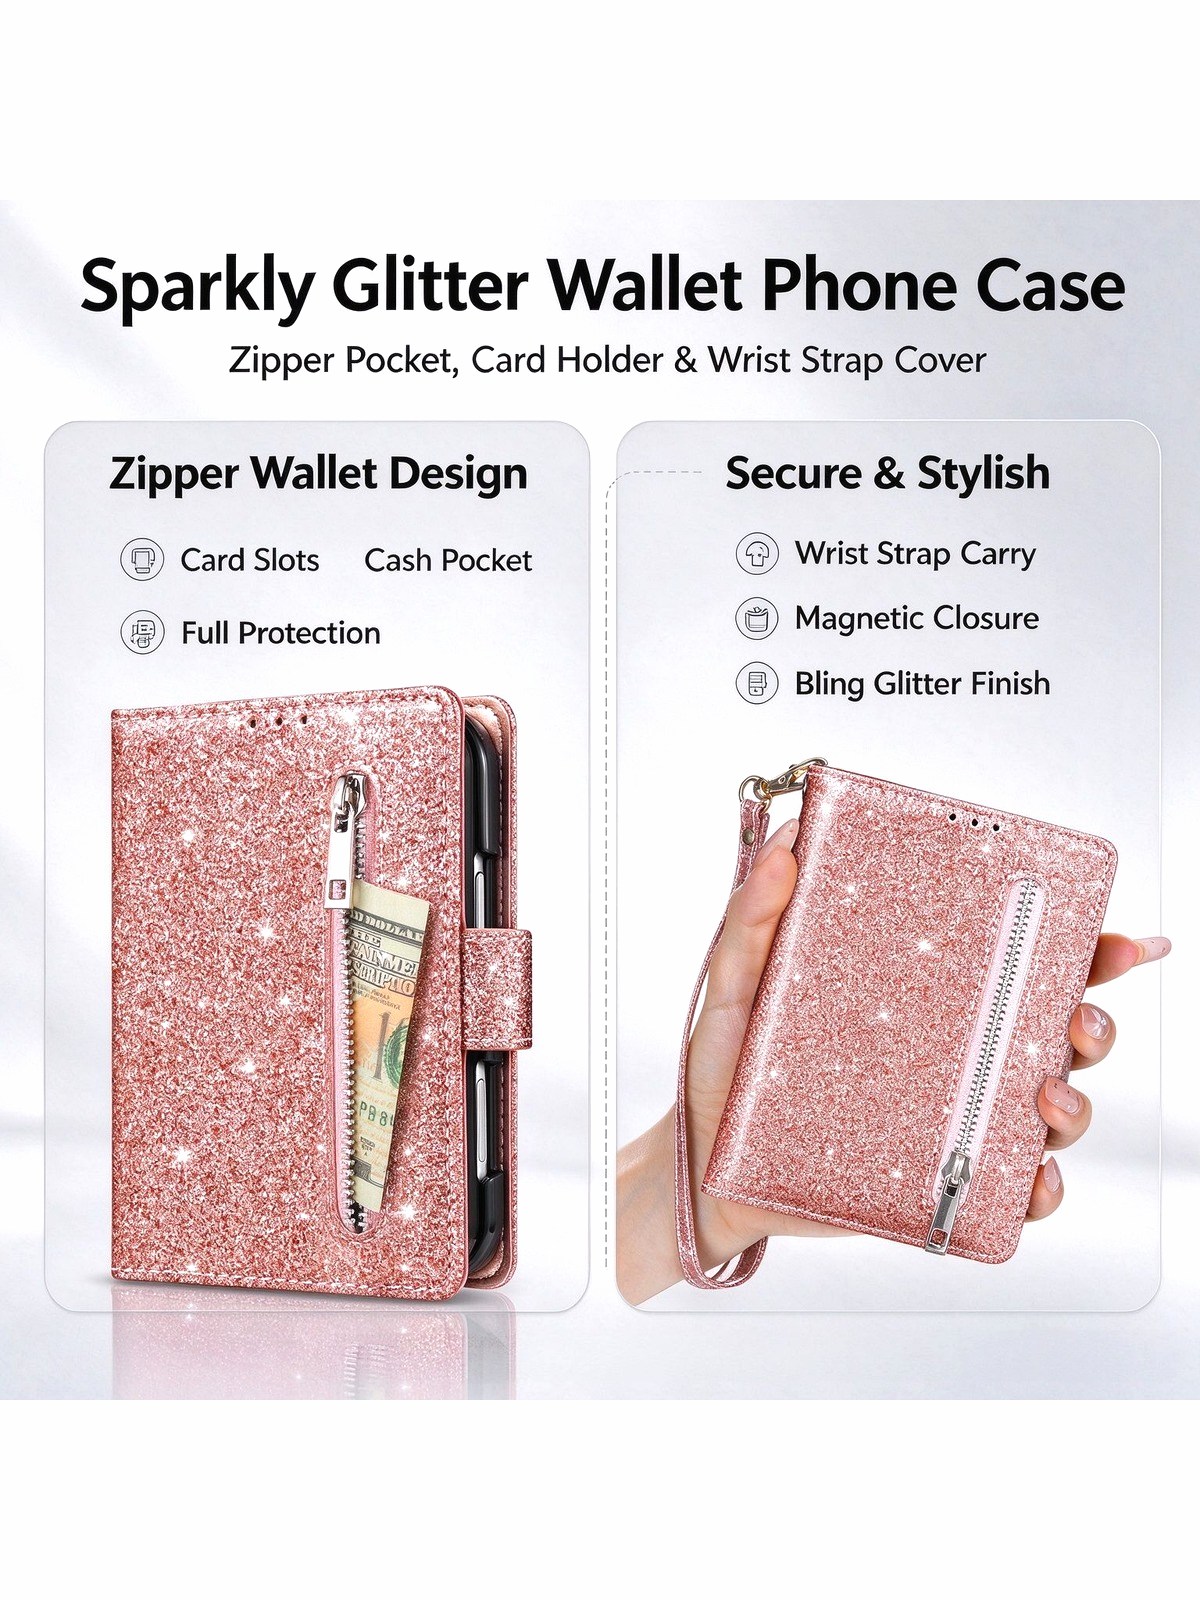 Sparkly Glitter Wallet Phone Case
Zipper Pocket, Card Holder & Wrist Strap Cover
Zipper Wallet Design
Card Slots Cash Pocket
Full Protection
Secure & Stylish
Wrist Strap Carry
Magnetic Closure
Bling Glitter Finish